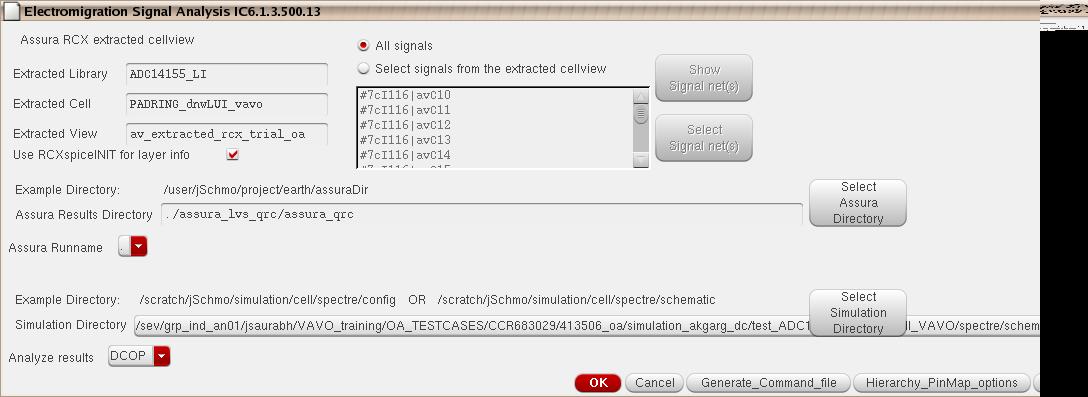 Electromigration Signal Analysis IC6.1.3.500.13
Assura RCX extracted cellview
Extracted Library ADC14155_LI
Extracted Cell PADRING_dnwLUI_vavo
Extracted View av_extracted_rcx_trial_oa
Use RCXspiceINIT for layer info
All signals
Select signals from the extracted cellview
#7cI116|avC10
#7cI116|avC11
#7cI116|avC12
#7cI116|avC13
#7cI116|avC14
#7cI116|avC15
Show
Signal net(s)
Select
Signal net(s)
Example Directory: /user/jSchmo/project/earth/assuraDir
Assura Results Directory ./assura_lvs_qrc/assura_qrc
Select
Assura
Directory
Assura Runname .
Example Directory: /scratch/jSchmo/simulation/cell/spectre/config OR /scratch/jSchmo/simulation/cell/spectre/schematic
Simulation Directory /sev/grp_ind_an01/jsaurabh/VAVO_training/OA_TESTCASES/CCR683029/413506_oa/simulation_akgarg_dc/test_ADC1 l_VAVO/spectre/schem
Select
Simulation
Directory
Analyze results DCOP
OK Cancel Generate_Command_file Hierarchy_PinMap_options